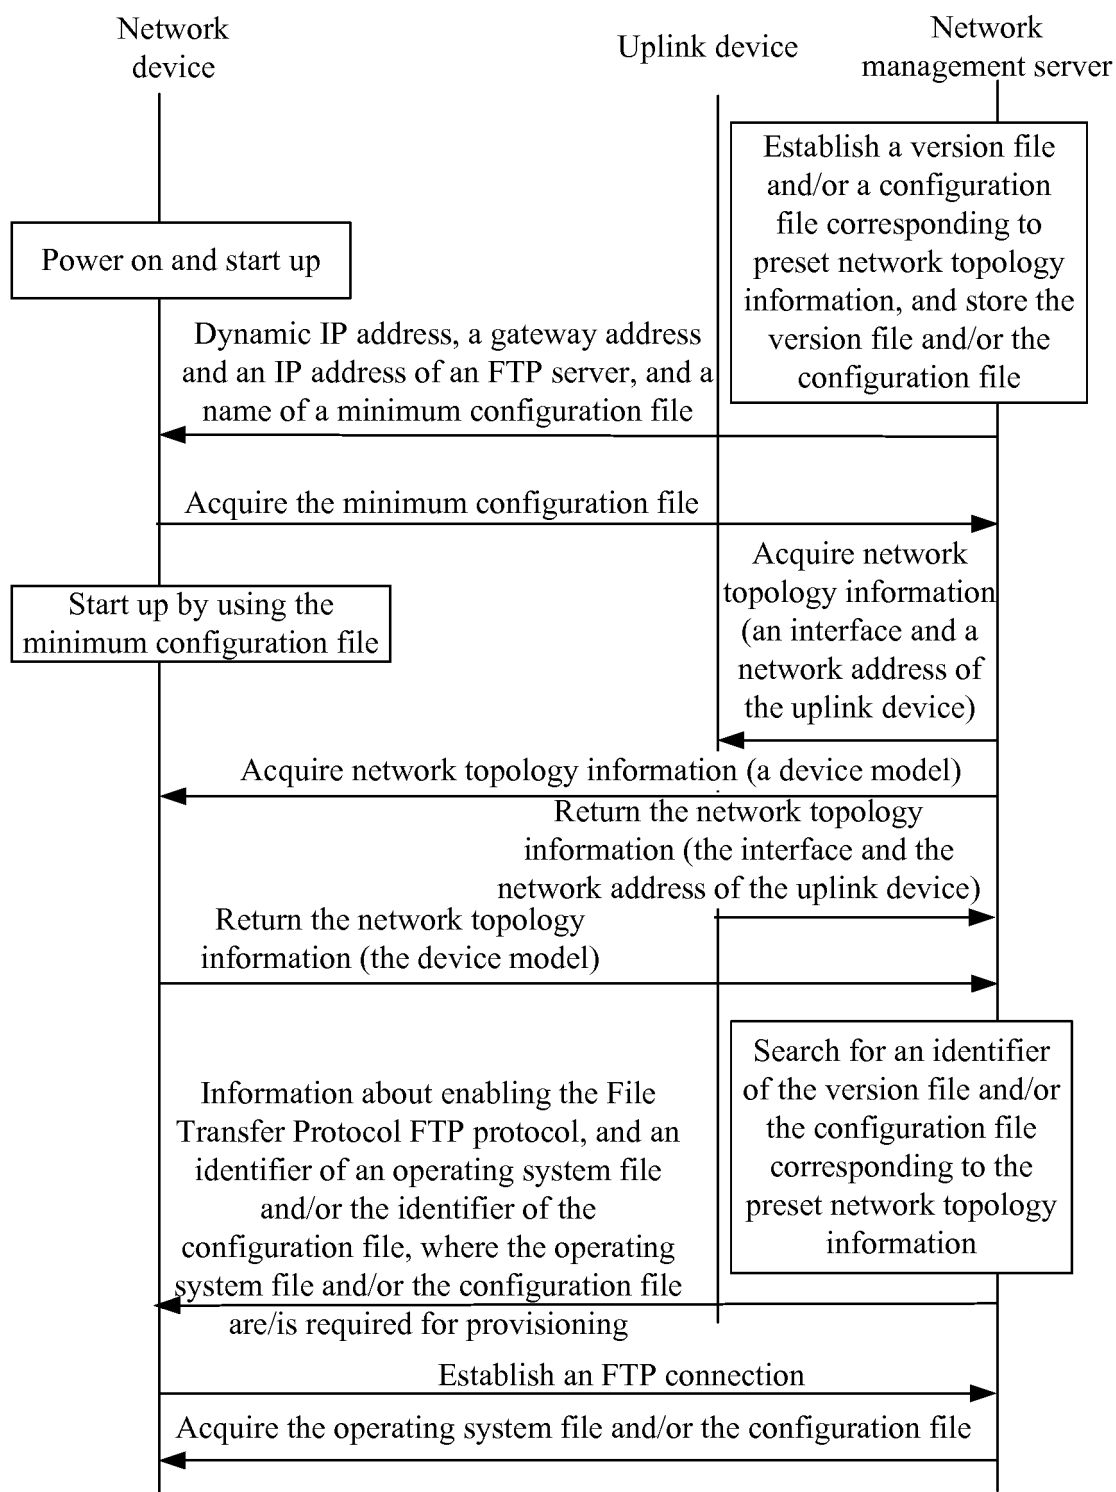 Network
device
Uplink device
Network
management server
Establish a version file
and/or a configuration
file corresponding to
preset network topology
information, and store the
version file and/or the
configuration file
Power on and start up
Dynamic IP address, a gateway address
and an IP address of an FTP server, and a
name of a minimum configuration file
Acquire the minimum configuration file
Start up by using the
minimum configuration file
Acquire network
topology information
(an interface and a
network address of
the uplink device)
Acquire network topology information (a device model)
Return the network topology
information (the interface and the
network address of the uplink device)
Return the network topology
information (the device model)
Search for an identifier
of the version file and/or
the configuration file
corresponding to the
preset network topology
information
Information about enabling the File
Transfer Protocol FTP protocol, and an
identifier of an operating system file
and/or the identifier of the
configuration file, where the operating
system file and/or the configuration file
are/is required for provisioning
Establish an FTP connection
Acquire the operating system file and/or the configuration file